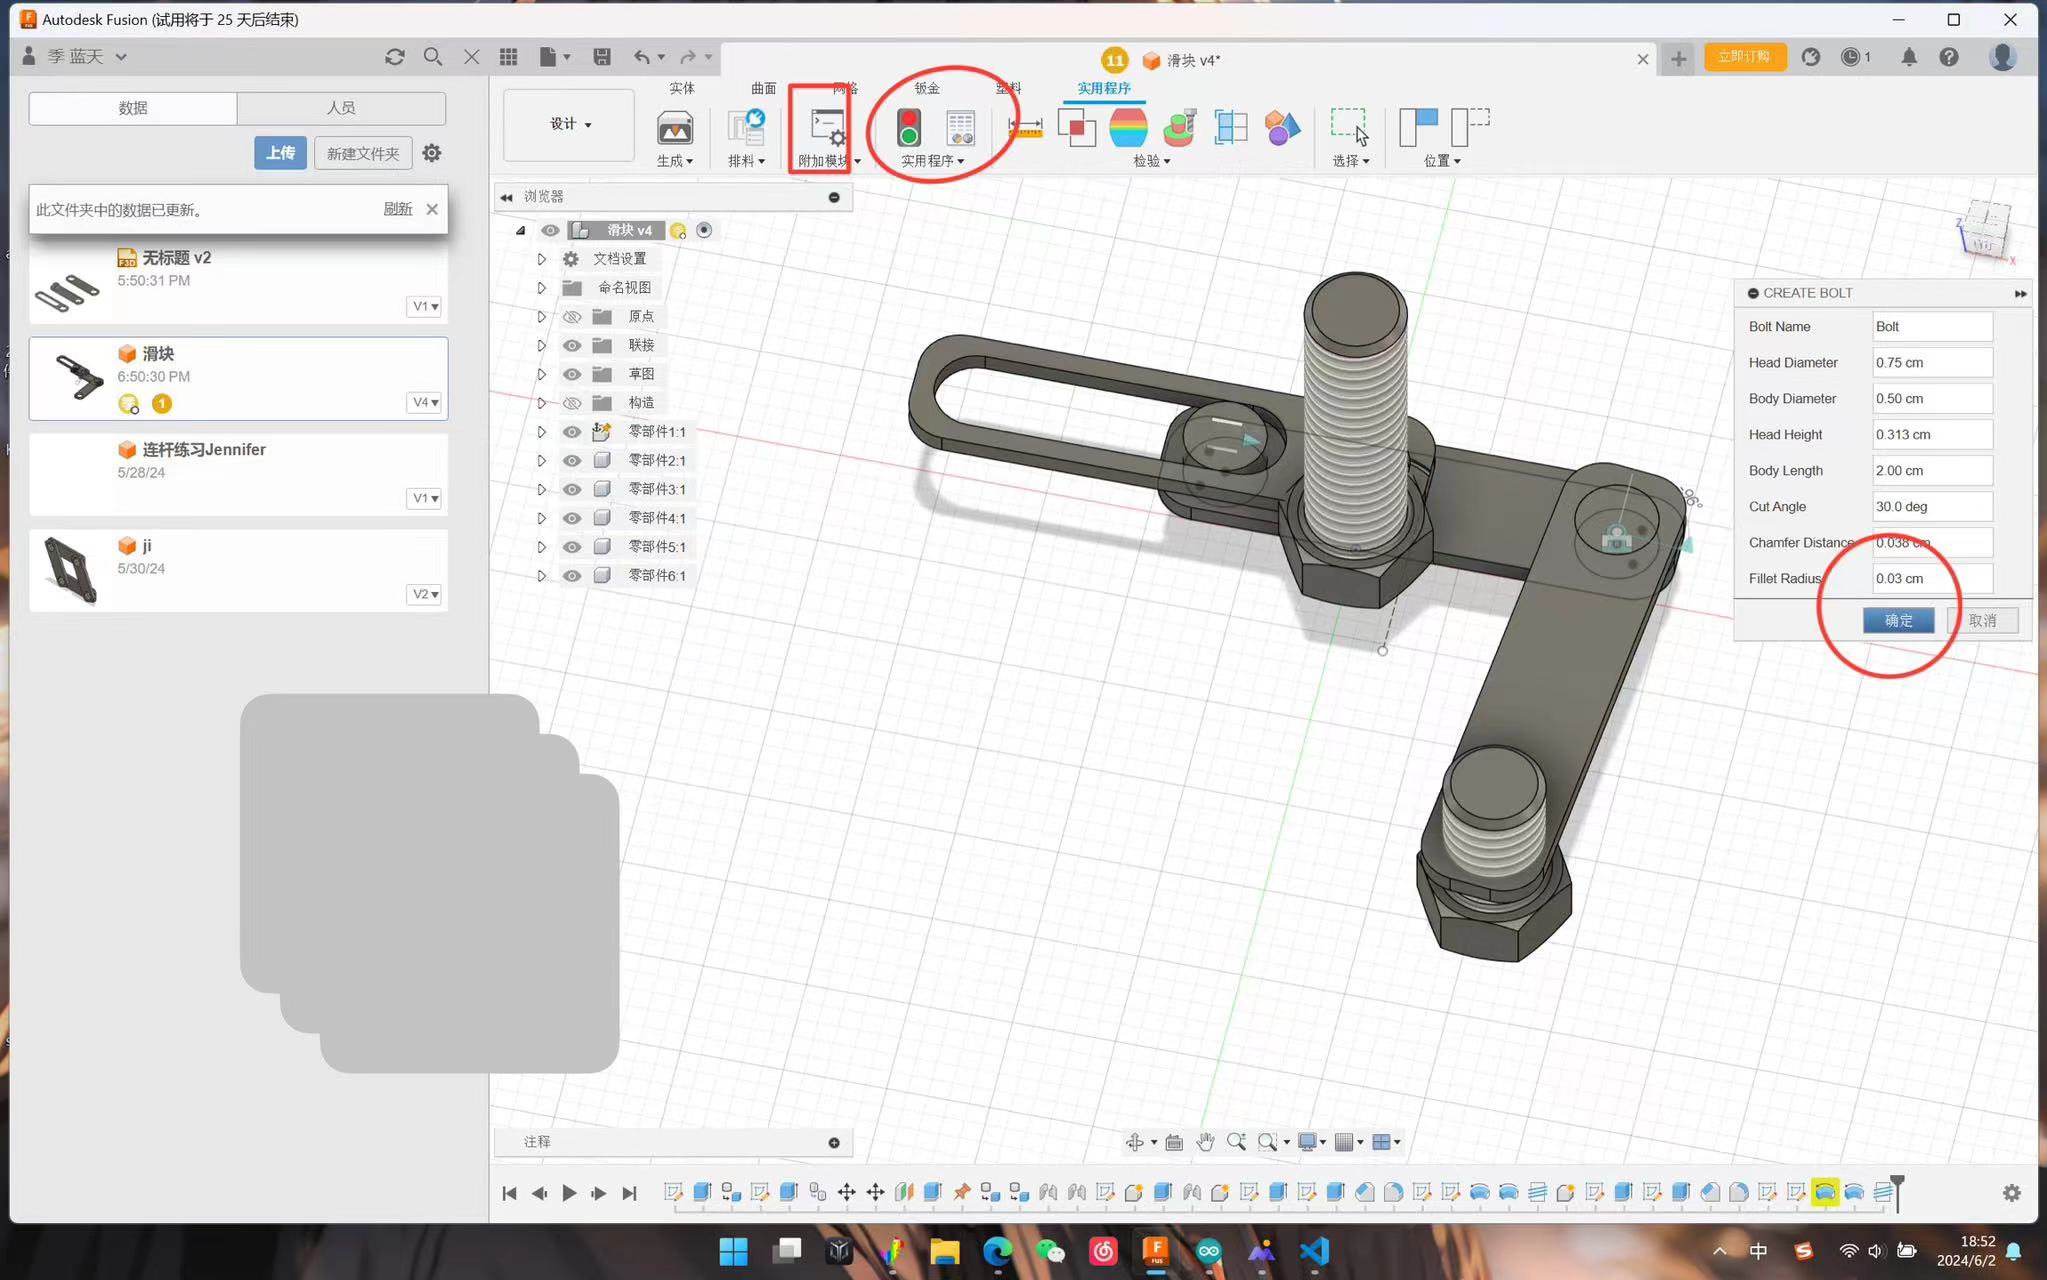 Autodesk Fusion (试用将于 25 天后结束)
季 蓝天
11
滑块 v4*
立即订购
1
数据
人员
上传
新建文件夹
此文件夹中的数据已更新。
刷新
无标题 v2
5:50:31 PM
V1
滑块
6:50:30 PM
1
V4
连杆练习Jennifer
5/28/24
V1
ji
5/30/24
V2
设计
实体
曲面
网格
钣金
塑料
实用程序
生成
排料
附加模块
实用程序
检验
选择
位置
浏览器
滑块 v4
文档设置
命名视图
原点
联接
草图
构造
零部件1:1
零部件2:1
零部件3:1
零部件4:1
零部件5:1
零部件6:1
Z
X
CREATE BOLT
Bolt Name Bolt
Head Diameter 0.75 cm
Body Diameter 0.50 cm
Head Height 0.313 cm
Body Length 2.00 cm
Cut Angle 30.0 deg
Chamfer Distance 0.038 cm
Fillet Radius 0.03 cm
确定
取消
注释
中
18:52
2024/6/2